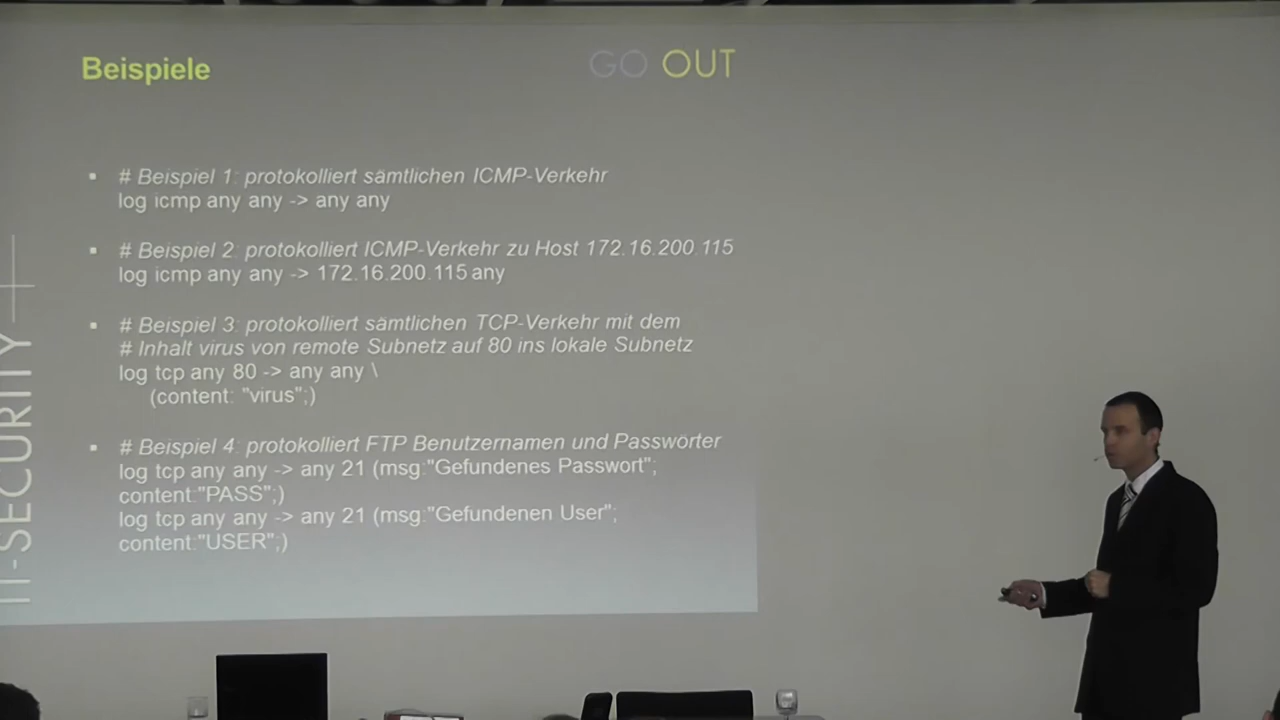 Beispiele
GO OUT
# Beispiel 1: protokolliert sämtlichen ICMP-Verkehr
log icmp any any -> any any
# Beispiel 2: protokolliert ICMP-Verkehr zu Host 172.16.200.115
log icmp any any -> 172.16.200.115 any
# Beispiel 3: protokolliert sämtlichen TCP-Verkehr mit dem
# Inhalt virus von remote Subnetz auf 80 ins lokale Subnetz
log tcp any 80 -> any any \
(content: "virus";)
# Beispiel 4: protokolliert FTP Benutzernamen und Passwörter
log tcp any any -> any 21 (msg:"Gefundenes Passwort";
content:"PASS";)
log tcp any any -> any 21 (msg:"Gefundenen User";
content:"USER";)
IT-SECURITY